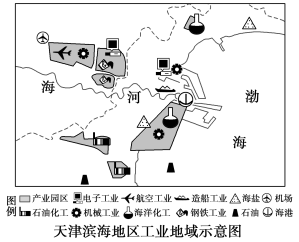 海 河 渤
海
图例 产业园区 电子工业 航空工业 造船工业 海盐 机场
石油化工 机械工业 海洋化工 钢铁工业 石油 海港
天津滨海地区工业地域示意图